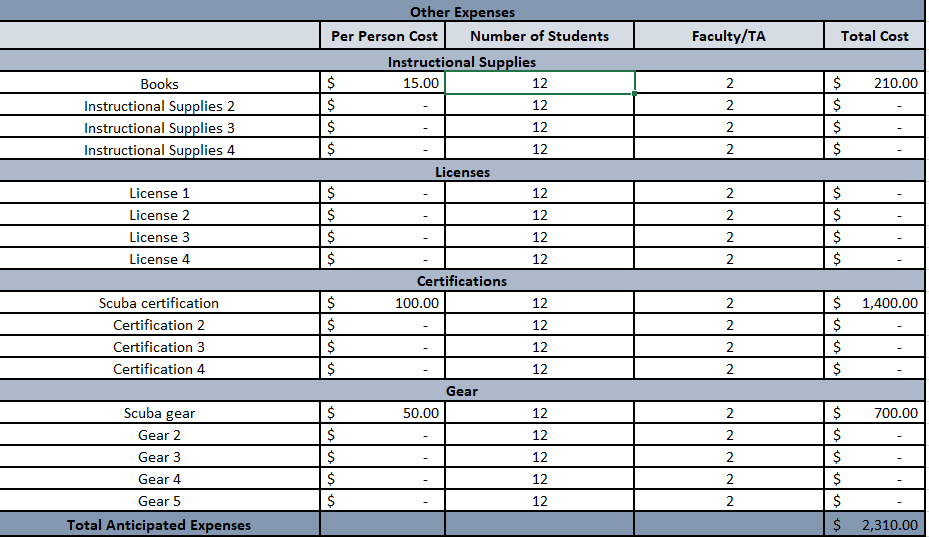 Other Expenses
Per Person Cost Number of Students Faculty/TA Total Cost
Instructional Supplies
Books $ 15.00 12 2 $ 210.00
Instructional Supplies 2 $ - 12 2 $ -
Instructional Supplies 3 $ - 12 2 $ -
Instructional Supplies 4 $ - 12 2 $ -
Licenses
License 1 $ - 12 2 $ -
License 2 $ - 12 2 $ -
License 3 $ - 12 2 $ -
License 4 $ - 12 2 $ -
Certifications
Scuba certification $ 100.00 12 2 $ 1,400.00
Certification 2 $ - 12 2 $ -
Certification 3 $ - 12 2 $ -
Certification 4 $ - 12 2 $ -
Gear
Scuba gear $ 50.00 12 2 $ 700.00
Gear 2 $ - 12 2 $ -
Gear 3 $ - 12 2 $ -
Gear 4 $ - 12 2 $ -
Gear 5 $ - 12 2 $ -
Total Anticipated Expenses $ 2,310.00